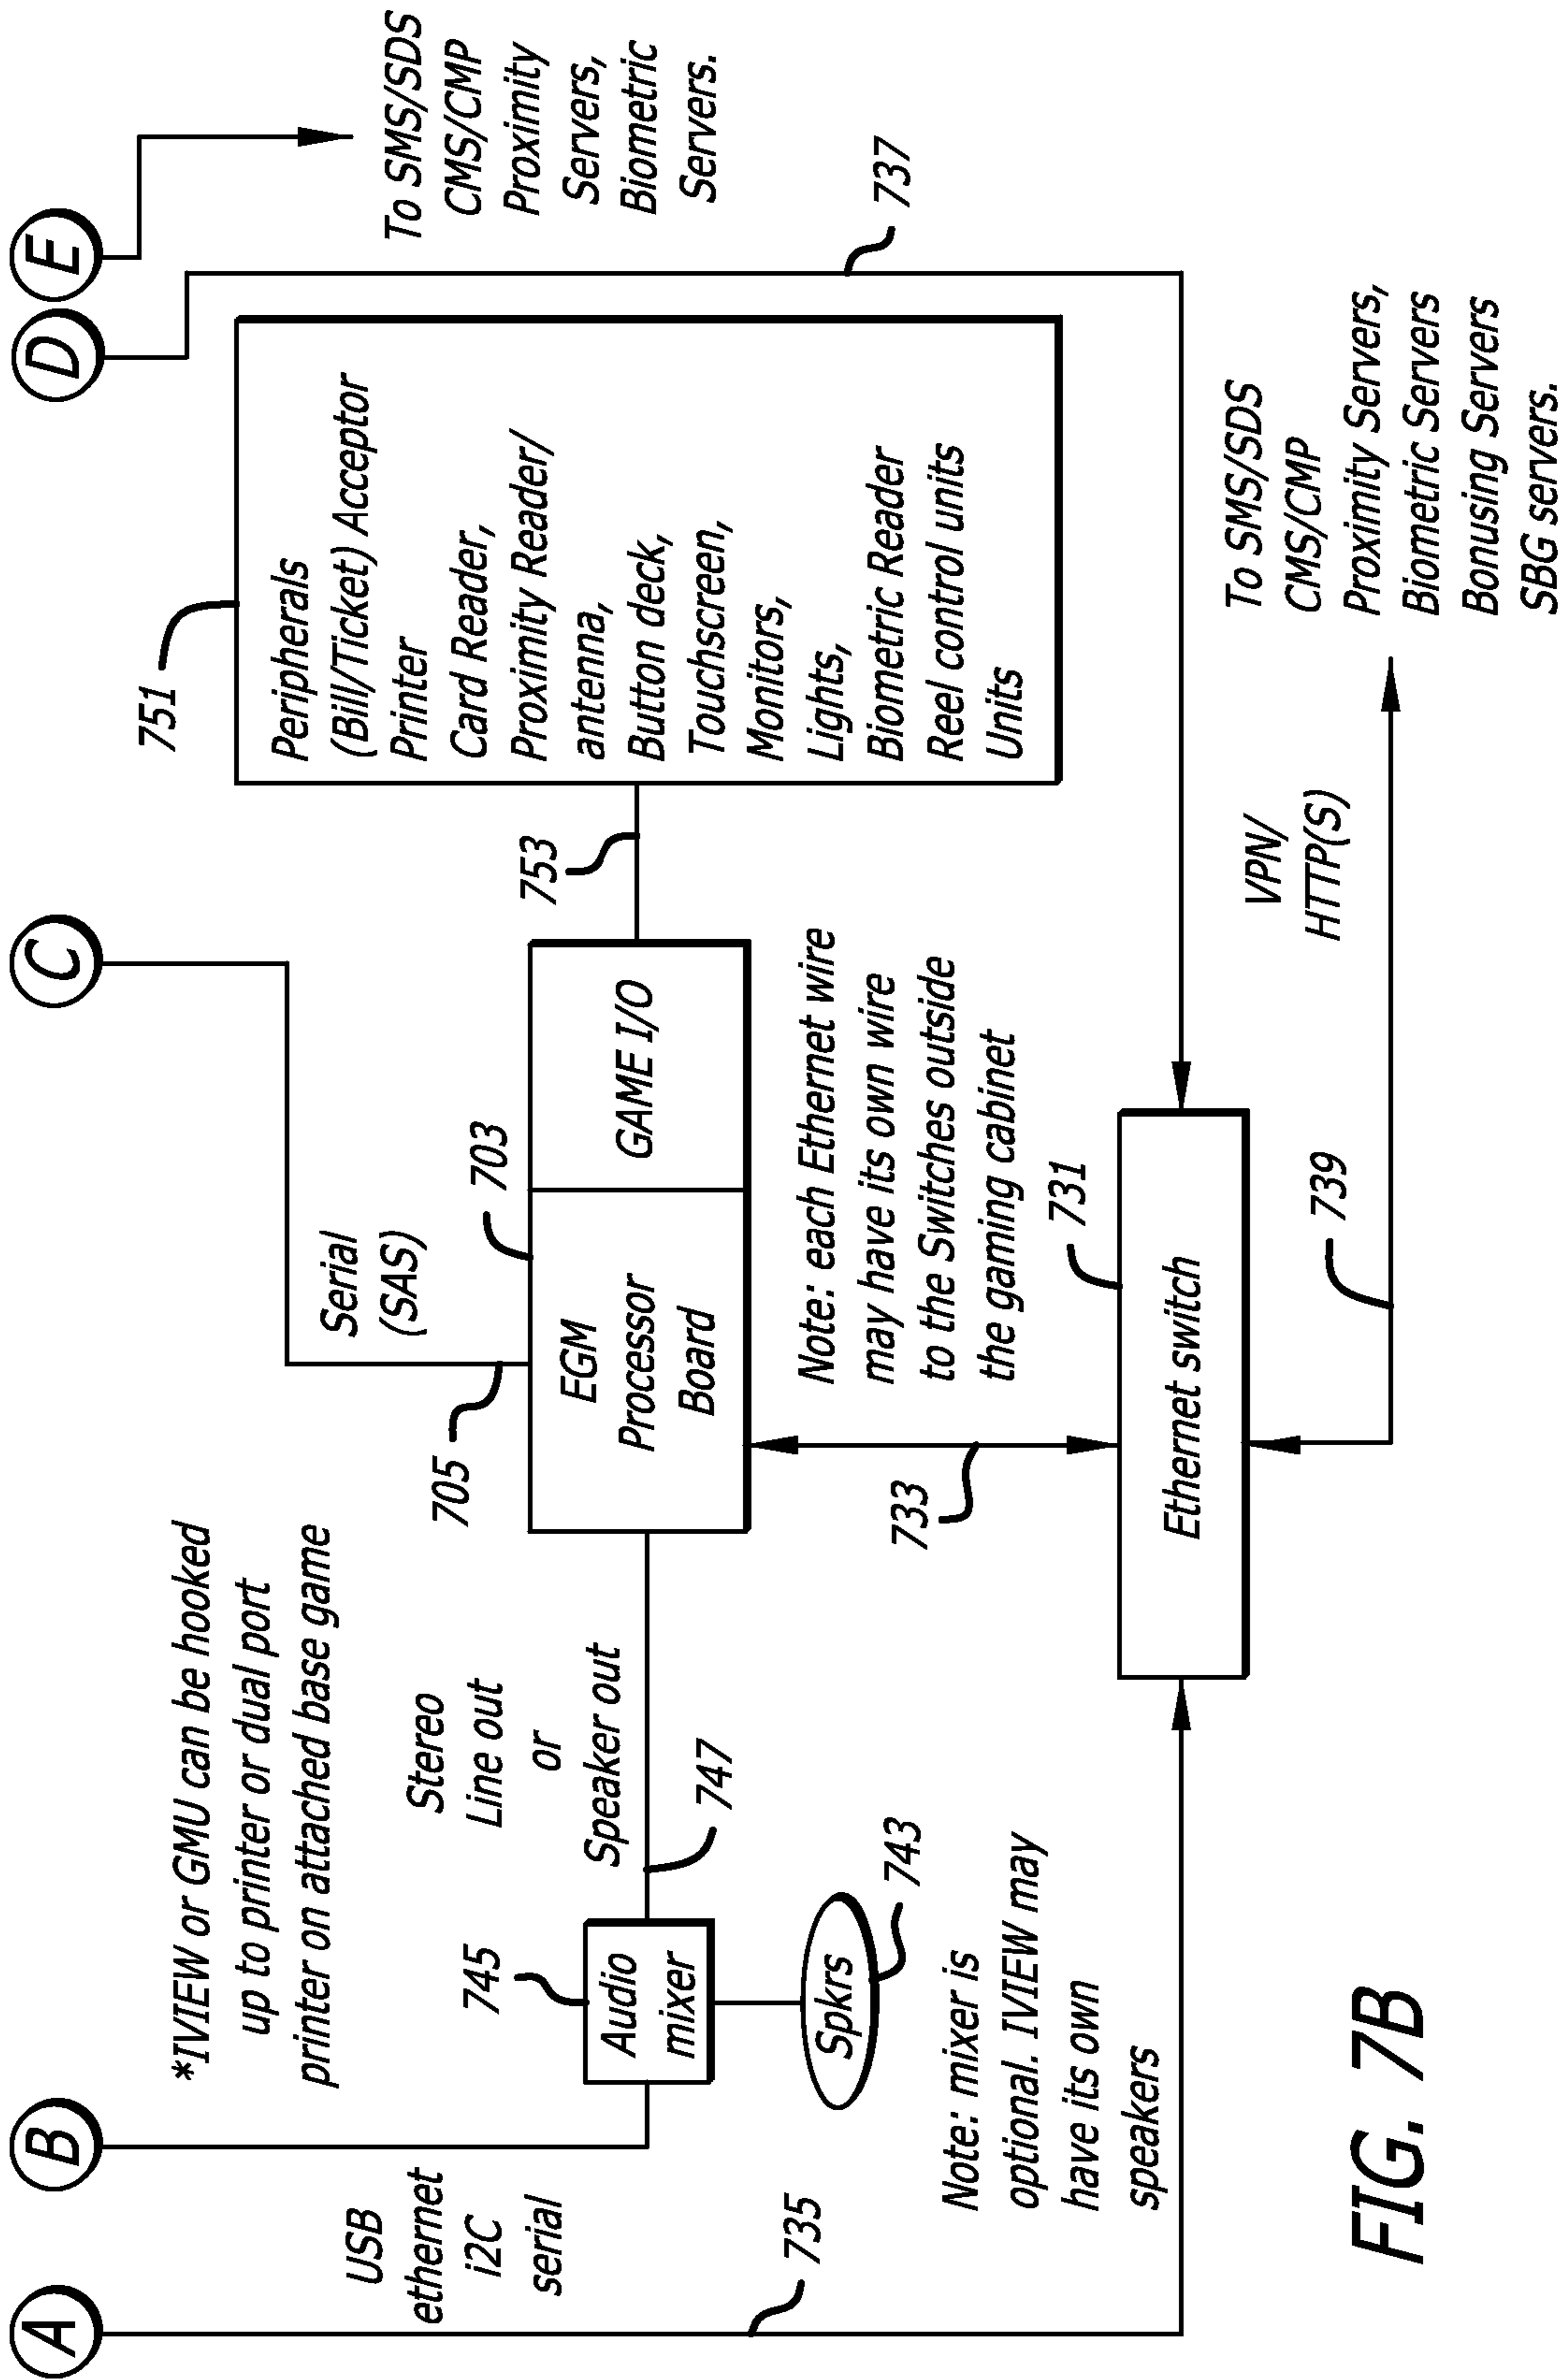 A
B
C
D
E
USB
ethernet
i2C
serial
*IVIEW or GMU can be hooked
up to printer or dual port
printer on attached base game
Serial
(SAS)
705
703
751
To SMS/SDS
CMS/CMP
Proximity
Servers,
Biometric
Servers.
Stereo
Line out
or
Speaker out
745
Audio
mixer
747
Spkrs
743
EGM
Processor
Board
GAME I/O
753
Peripherals
(Bill/Ticket) Acceptor
Printer
Card Reader,
Proximity Reader/
antenna,
Button deck,
Touchscreen,
Monitors,
Lights,
Biometric Reader
Reel control units
Units
737
735
Note: mixer is
optional. IVIEW may
have its own
speakers
733
Note: each Ethernet wire
may have its own wire
to the Switches outside
the gaming cabinet
731
Ethernet switch
739
VPN/
HTTP(S)
To SMS/SDS
CMS/CMP
Proximity Servers,
Biometric Servers
Bonusing Servers
SBG servers.
FIG. 7B